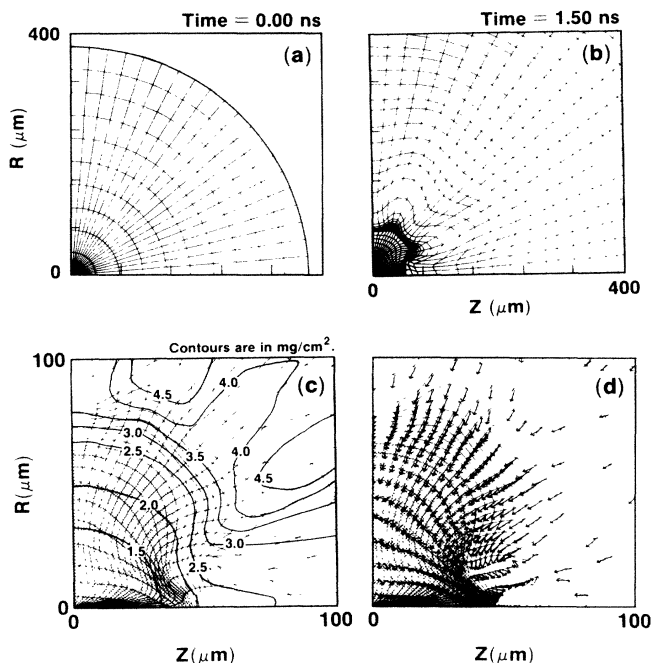 Time = 0.00 ns
Time = 1.50 ns
400
(a)
(b)
R (μm)
0
0
400
Z (μm)
Contours are in mg/cm².
100
(c)
(d)
4.5
4.0
3.0
3.5
2.5
4.0
4.5
2.0
3.0
1.5
2.5
R(μm)
0
0
100
0
100
Z(μm)
Z (μm)